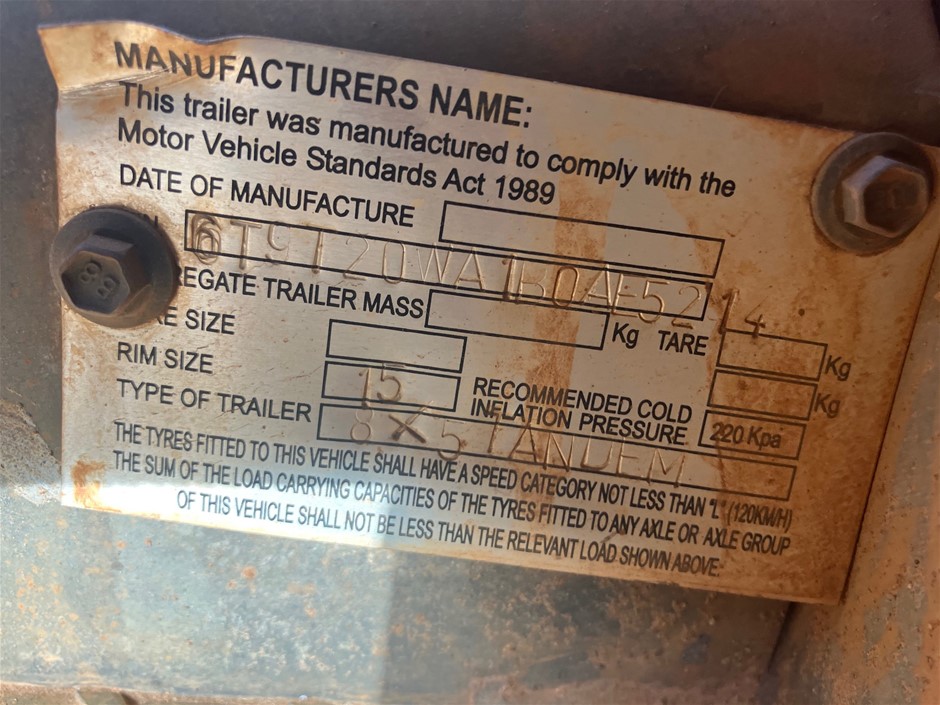 MANUFACTURERS NAME:
This trailer was manufactured to comply with the
Motor Vehicle Standards Act 1989
DATE OF MANUFACTURE
6T9T20WA1B0AE5214
EGATE TRAILER MASS Kg TARE Kg
E SIZE Kg
RIM SIZE 15 RECOMMENDED COLD
INFLATION PRESSURE 220 Kpa
TYPE OF TRAILER 8X5 TANDEM
THE TYRES FITTED TO THIS VEHICLE SHALL HAVE A SPEED CATEGORY NOT LESS THAN "L" (120KM/H)
THE SUM OF THE LOAD CARRYING CAPACITIES OF THE TYRES FITTED TO ANY AXLE OR AXLE GROUP
OF THIS VEHICLE SHALL NOT BE LESS THAN THE RELEVANT LOAD SHOWN ABOVE:
8.8